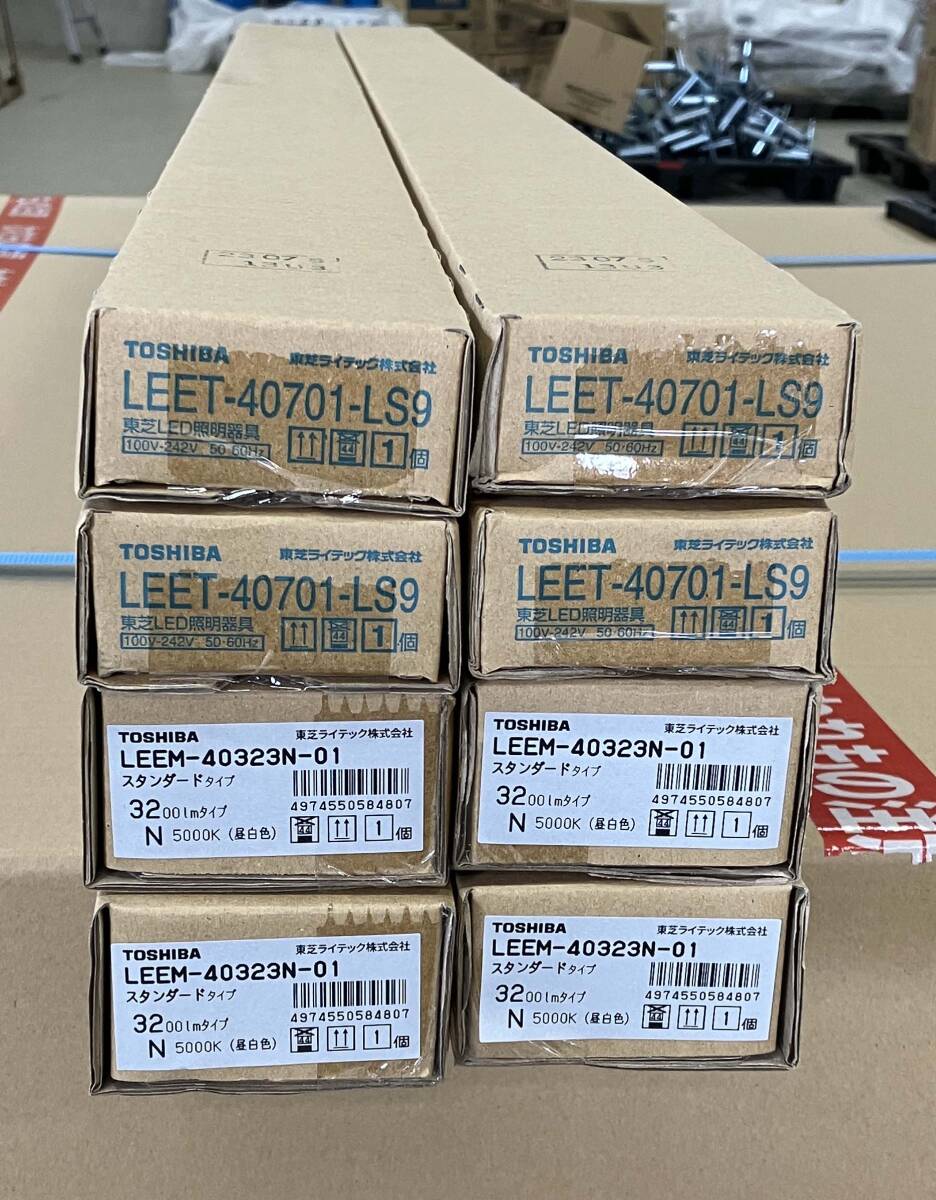 2307S
1393
2307S
1393
TOSHIBA 東芝ライテック株式会社
LEET-40701-LS9
東芝LED照明器具
100V-242V 50·60Hz
44
1個
TOSHIBA 東芝ライテック株式会社
LEET-40701-LS9
東芝LED照明器具
100V-242V 50·60Hz
44
1個
TOSHIBA 東芝ライテック株式会社
LEET-40701-LS9
東芝LED照明器具
100V-242V 50·60Hz
44
1個
TOSHIBA 東芝ライテック株式会社
LEET-40701-LS9
東芝LED照明器具
100V-242V 50·60Hz
44
1個
TOSHIBA 東芝ライテック株式会社
LEEM-40323N-01
スタンダードタイプ
4974550584807
3200lmタイプ
N 5000K (昼白色) 44 1個
TOSHIBA 東芝ライテック株式会社
LEEM-40323N-01
スタンダードタイプ
4974550584807
3200lmタイプ
N 5000K (昼白色) 44 1個
TOSHIBA 東芝ライテック株式会社
LEEM-40323N-01
スタンダードタイプ
4974550584807
3200lmタイプ
N 5000K (昼白色) 44 1個
TOSHIBA 東芝ライテック株式会社
LEEM-40323N-01
スタンダードタイプ
4974550584807
3200lmタイプ
N 5000K (昼白色) 44 1個